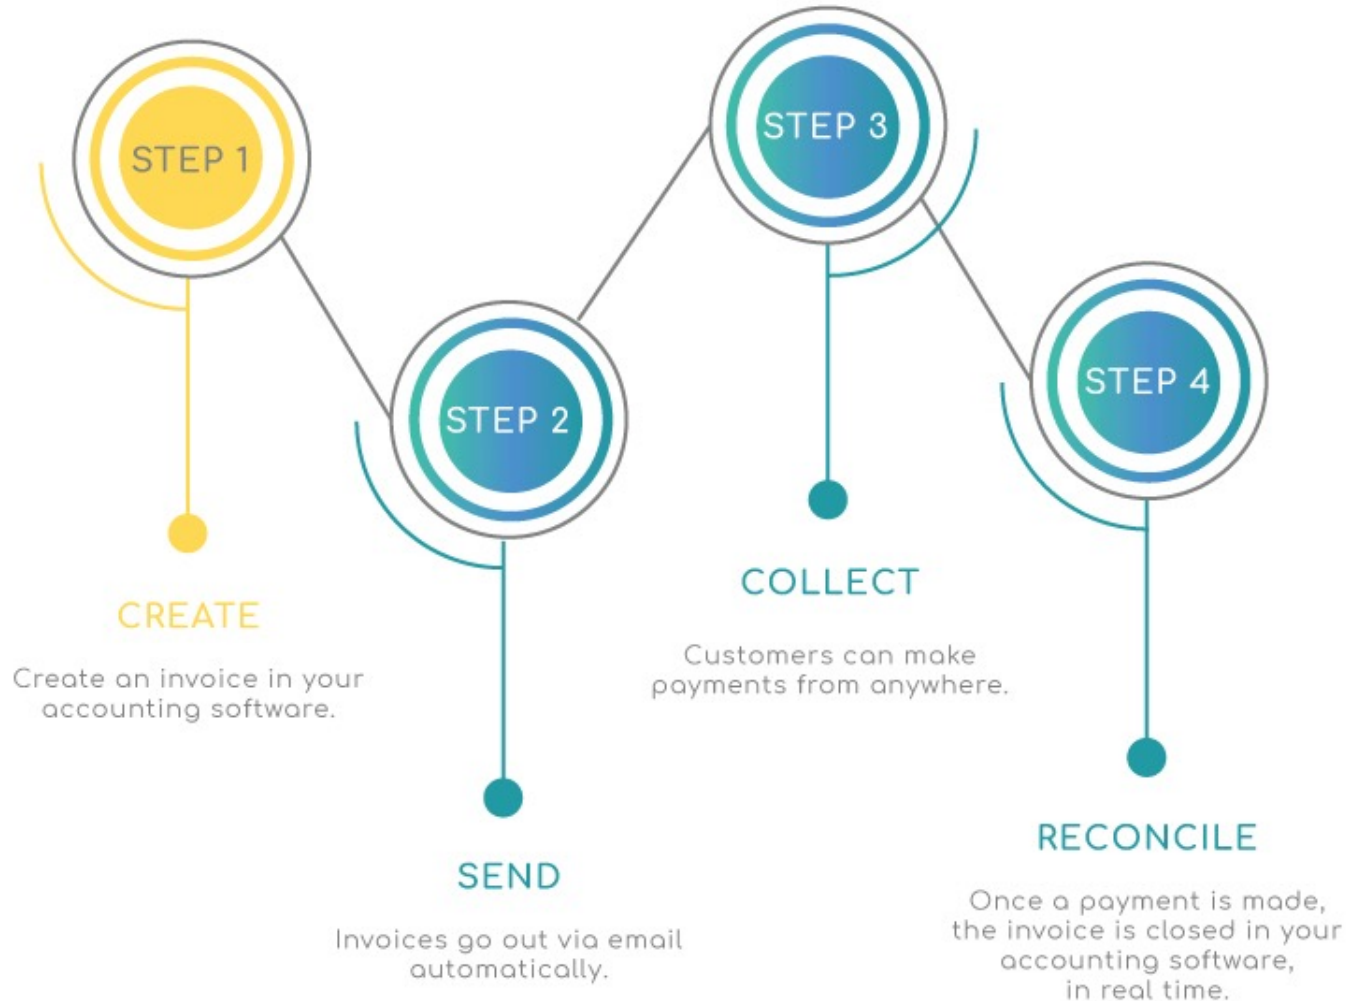 STEP 1
CREATE
Create an invoice in your
accounting software.
STEP 2
SEND
Invoices go out via email
automatically.
STEP 3
COLLECT
Customers can make
payments from anywhere.
STEP 4
RECONCILE
Once a payment is made,
the invoice is closed in your
accounting software,
in real time.